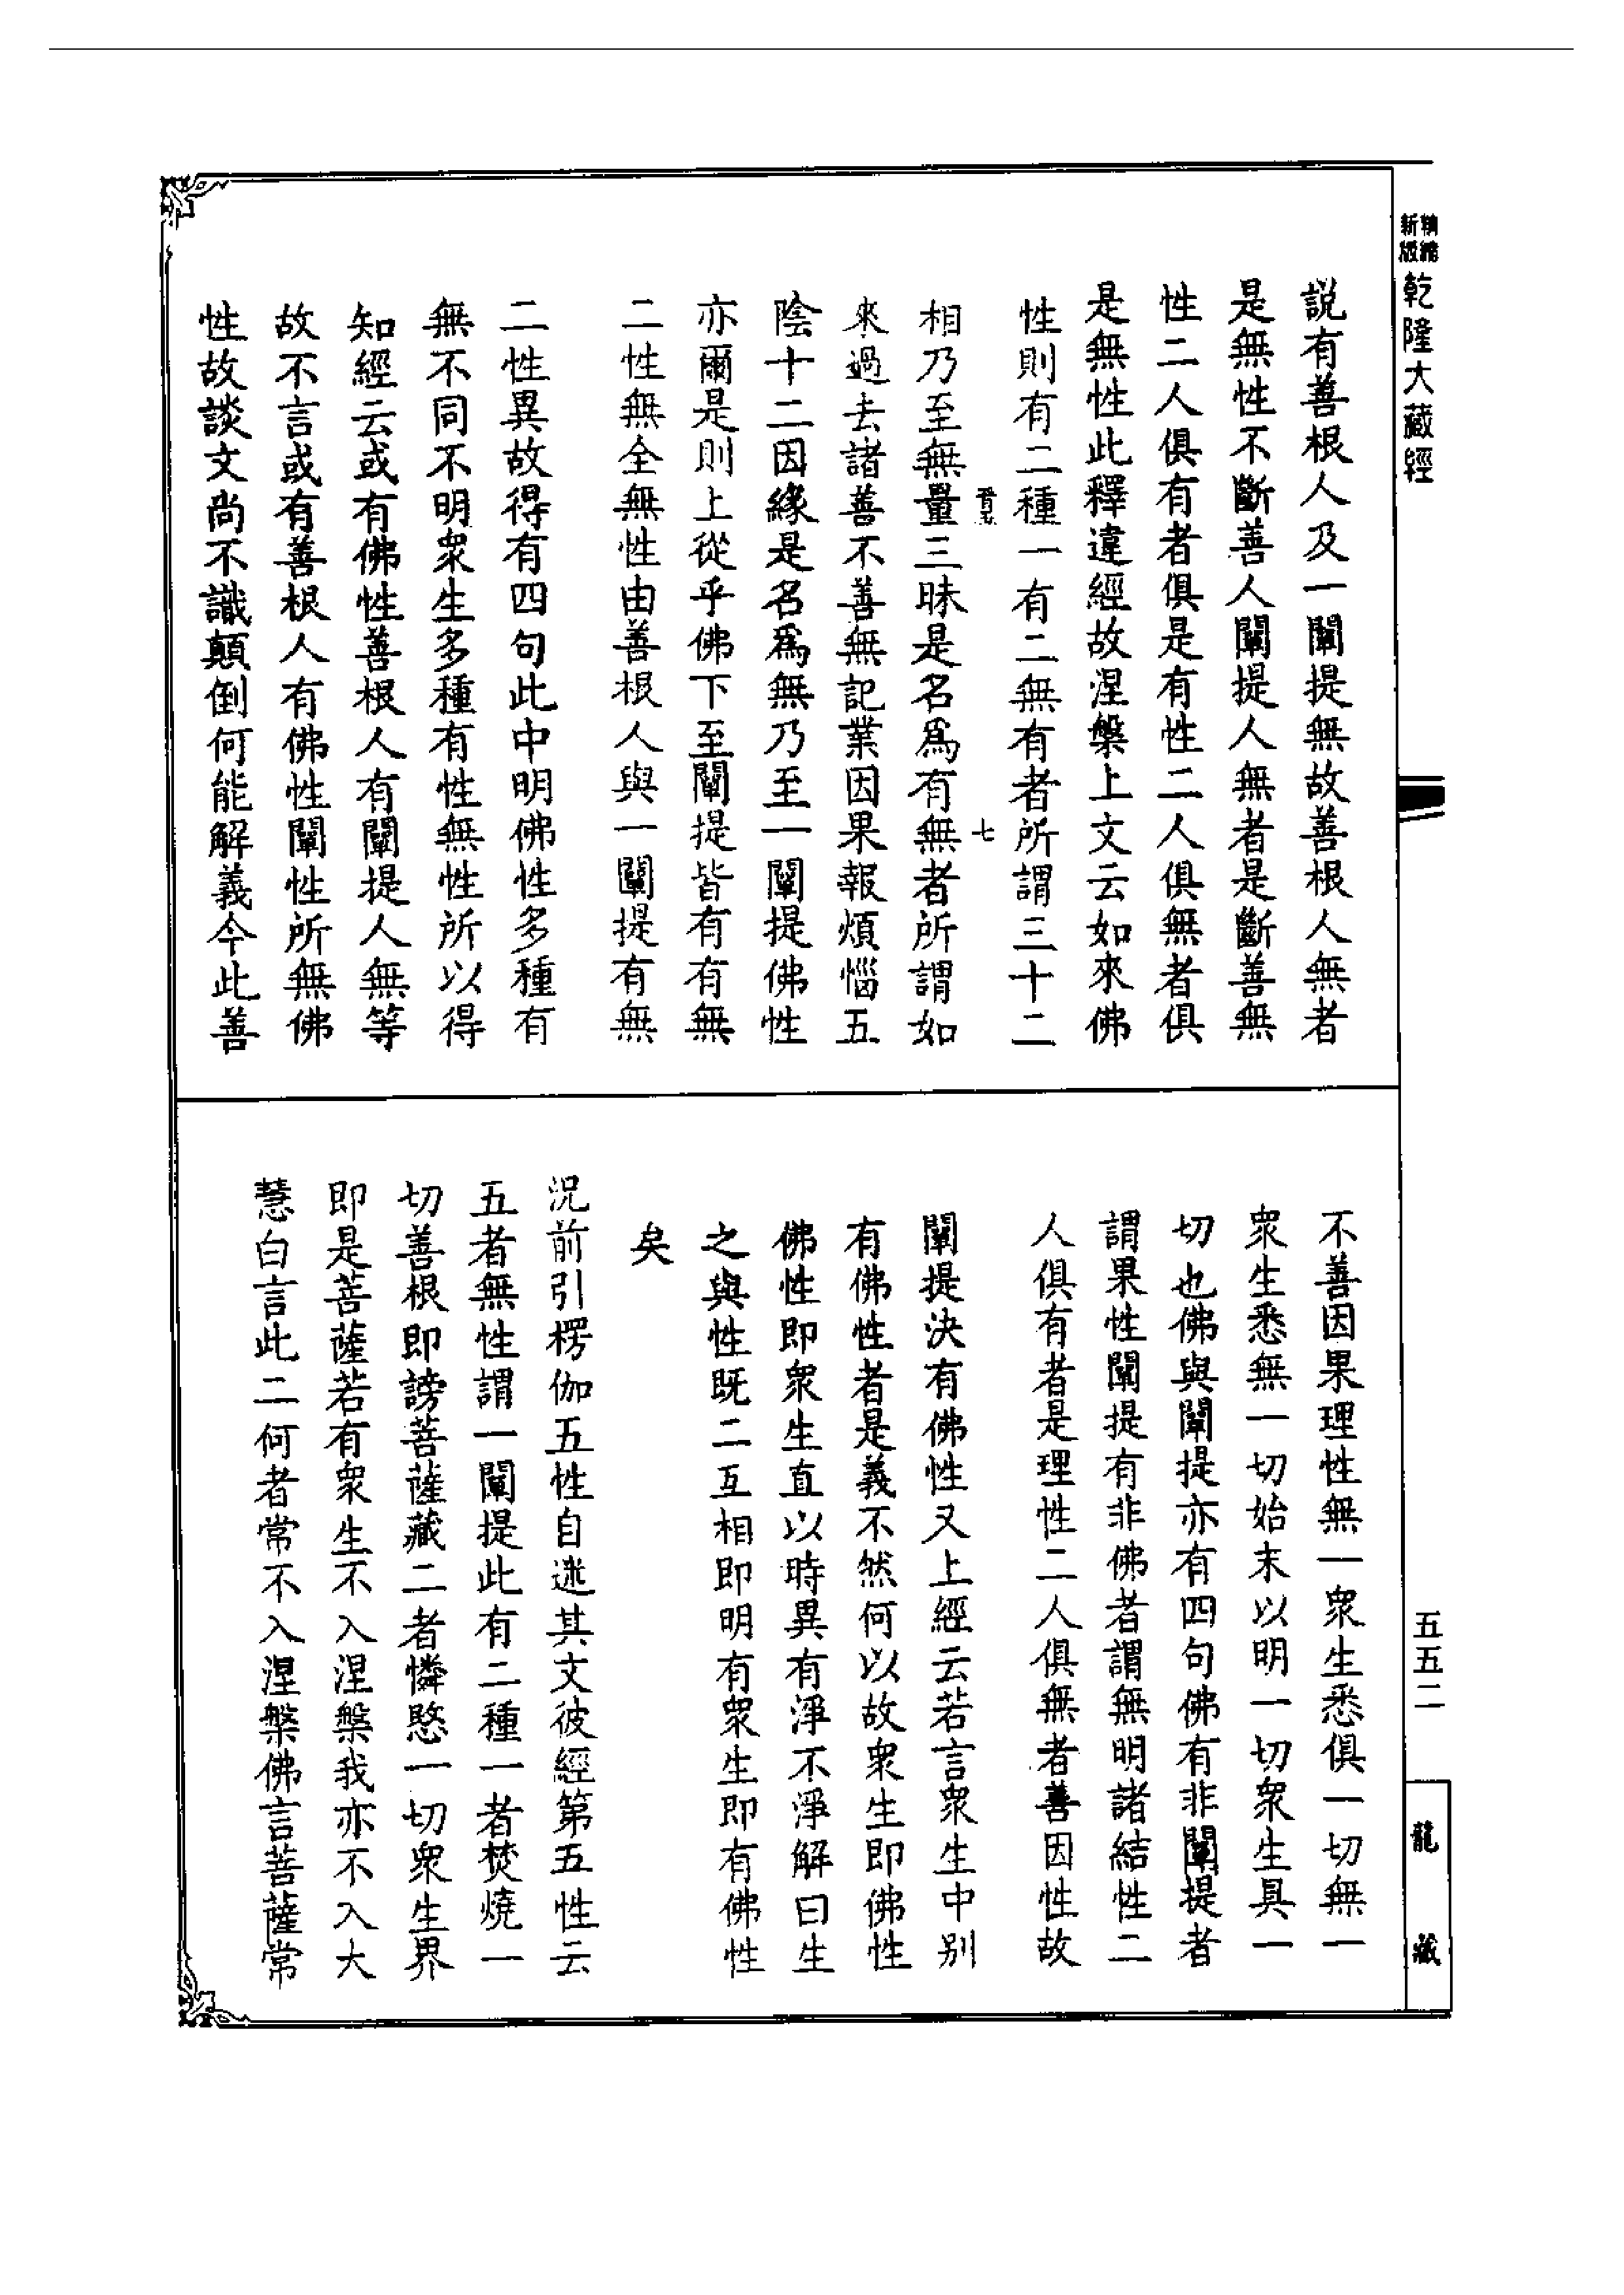 精縮
新版
乾隆大藏經
說有善根人及一闡提無故善根人無者
是無性不斷善人闡提人無者是斷善無
性二人俱有者俱是有性二人俱無者俱
是無性此釋違經故涅槃上文云如來佛
性則有二種一有二無有者所謂三十二
七
相乃至無量三昧是名爲有無者所謂如
來過去諸善不善無記業因果報煩惱五
陰十二因緣是名爲無乃至一闡提佛性
亦爾是則上從乎佛下至闡提皆有有無
二性無全無性由善根人與一闡提有無
二性異故得有四句此中明佛性多種有
無不同不明衆生多種有性無性所以得
知經云或有佛性善根人有闡提人無等
故不言或有善根人有佛性闡性所無佛
性故談文尚不識顛倒何能解義今此善
不善因果理性無一衆生悉俱一切無一
衆生悉無一切始末以明一切衆生具一
切也佛與闡提亦有四句佛有非闡提者
謂果性闡提有非佛者謂無明諸結性二
人俱有者是理性二人俱無者善因性故
闡提決有佛性又上經云若言衆生中別
有佛性者是義不然何以故衆生即佛性
佛性即衆生直以時異有淨不淨解曰生
之與性既二互相即明有衆生即有佛性
矣
況前引楞伽五性自迷其文彼經第五性云
五者無性謂一闡提此有二種一者焚燒一
切善根即謗菩薩藏二者憐愍一切衆生界
即是菩薩若有衆生不入涅槃我亦不入大
慧白言此二何者常不入涅槃佛言菩薩常
五五二
龍藏